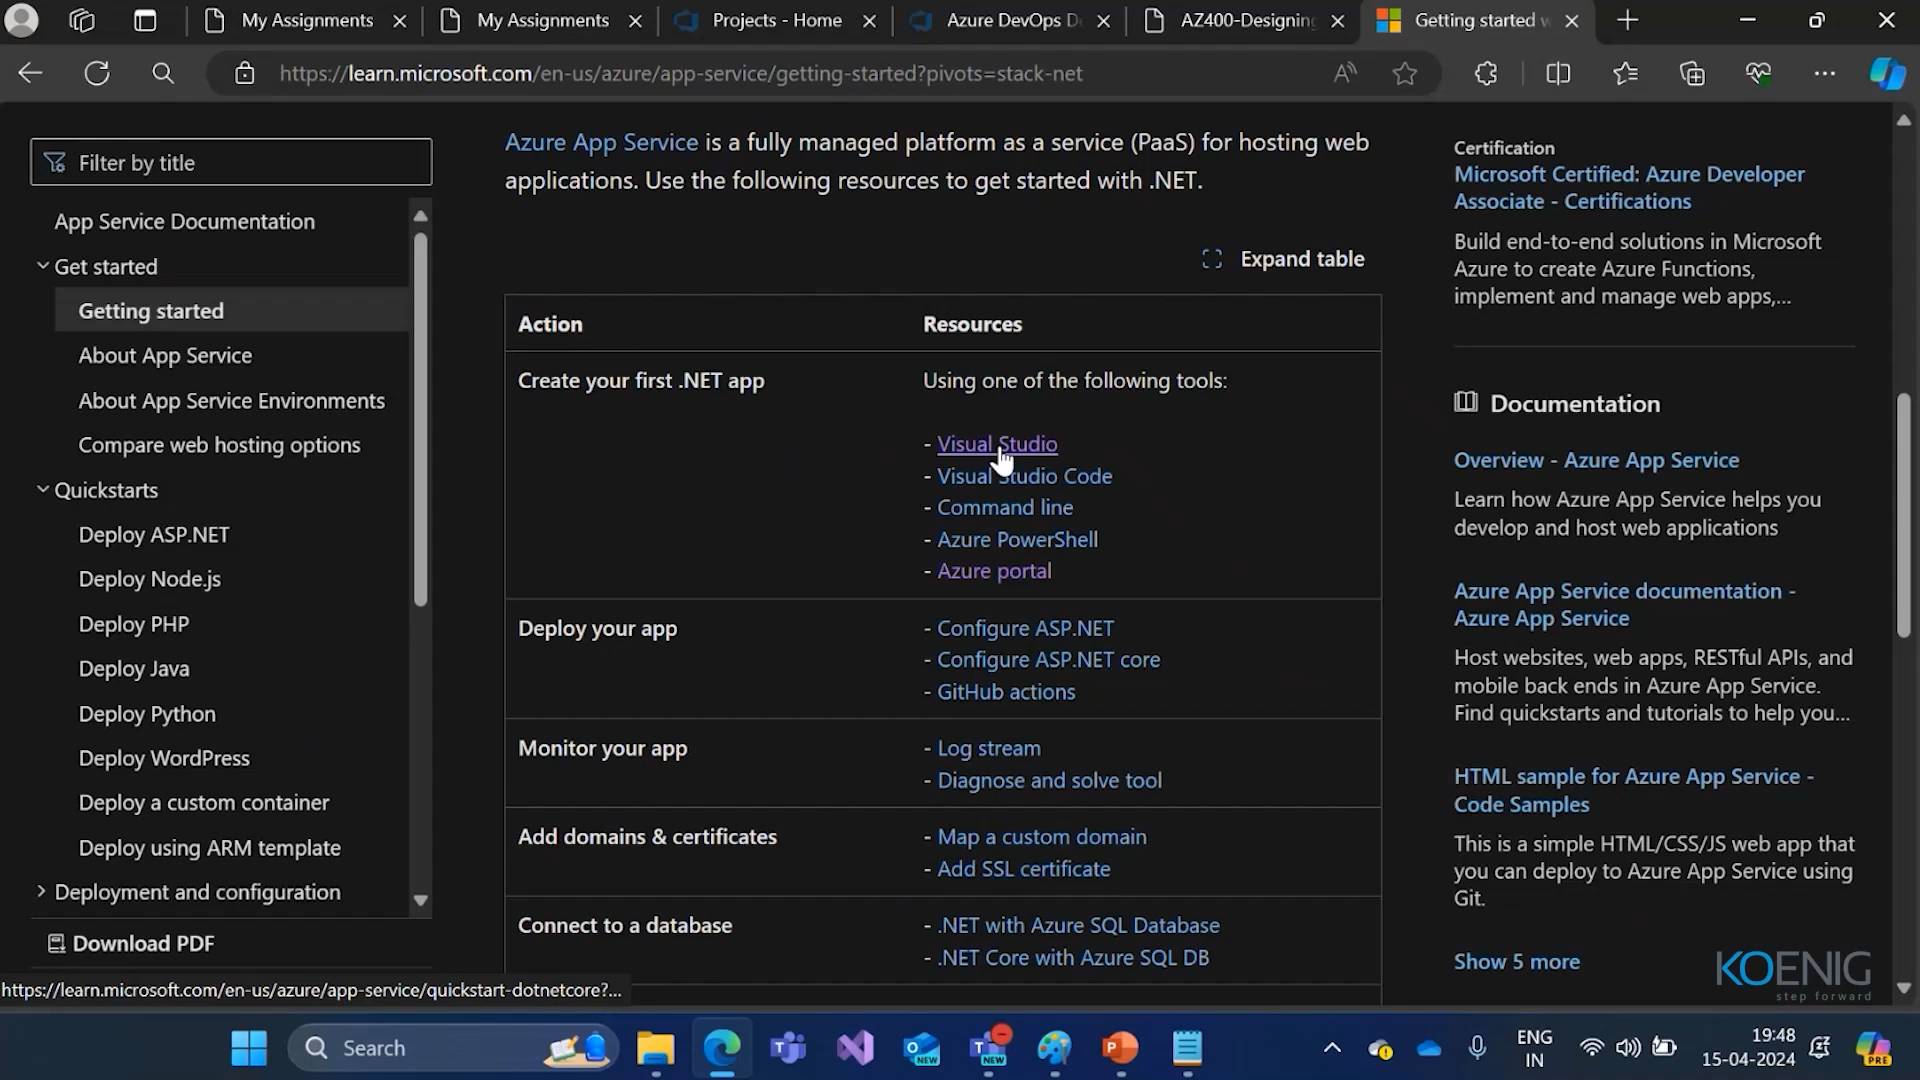 My Assignments
My Assignments
Projects - Home
Azure DevOps D
AZ400-Designing
Getting started w
https://learn.microsoft.com/en-us/azure/app-service/getting-started?pivots=stack-net
Filter by title
App Service Documentation
Get started
Getting started
About App Service
About App Service Environments
Compare web hosting options
Quickstarts
Deploy ASP.NET
Deploy Node.js
Deploy PHP
Deploy Java
Deploy Python
Deploy WordPress
Deploy a custom container
Deploy using ARM template
Deployment and configuration
Download PDF
https://learn.microsoft.com/en-us/azure/app-service/quickstart-dotnetcore?...
Azure App Service is a fully managed platform as a service (PaaS) for hosting web
applications. Use the following resources to get started with .NET.
Expand table
Action Resources
Create your first .NET app Using one of the following tools:
- Visual Studio
- Visual Studio Code
- Command line
- Azure PowerShell
- Azure portal
Deploy your app - Configure ASP.NET
- Configure ASP.NET core
- GitHub actions
Monitor your app - Log stream
- Diagnose and solve tool
Add domains & certificates - Map a custom domain
- Add SSL certificate
Connect to a database - .NET with Azure SQL Database
- .NET Core with Azure SQL DB
Certification
Microsoft Certified: Azure Developer
Associate - Certifications
Build end-to-end solutions in Microsoft
Azure to create Azure Functions,
implement and manage web apps,...
Documentation
Overview - Azure App Service
Learn how Azure App Service helps you
develop and host web applications
Azure App Service documentation -
Azure App Service
Host websites, web apps, RESTful APIs, and
mobile back ends in Azure App Service.
Find quickstarts and tutorials to help you...
HTML sample for Azure App Service -
Code Samples
This is a simple HTML/CSS/JS web app that
you can deploy to Azure App Service using
Git.
Show 5 more
KOENIG
step forward
Search
NEW
NEW
ENG
IN
19:48
15-04-2024
PRE